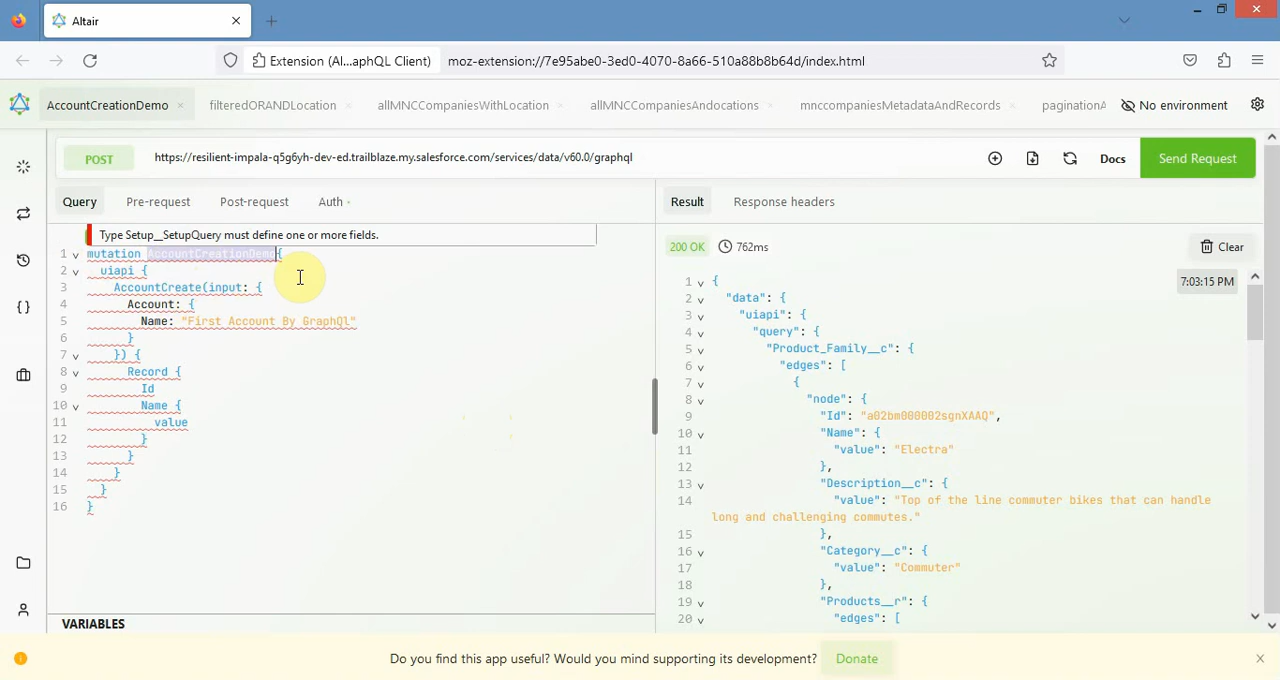 Altair
Extension (Al...aphQL Client)
moz-extension://7e95abe0-3ed0-4070-8a66-510a88b8b64d/index.html
AccountCreationDemo
filteredORANDLocation
allMNCCompaniesWithLocation
allMNCCompaniesAndocations
mnccompaniesMetadataAndRecords
paginationA
No environment
POST
https://resilient-impala-q5g6yh-dev-ed.trailblaze.my.salesforce.com/services/data/v60.0/graphql
Docs
Send Request
Query
Pre-request
Post-request
Auth
Result
Response headers
Type Setup__SetupQuery must define one or more fields.
1 mutation AccountCreationDemo{
2 uiapi {
3 AccountCreate(input: {
4 Account: {
5 Name: "First Account By GraphQl"
6 }
7 }) {
8 Record {
9 Id
10 Name {
11 value
12 }
13 }
14 }
15 }
16 }
VARIABLES
200 OK
762ms
Clear
7:03:15 PM
1 {
2 "data": {
3 "uiapi": {
4 "query": {
5 "Product_Family__c": {
6 "edges": [
7 {
8 "node": {
9 "Id": "a02bm000002sgnXAAQ",
10 "Name": {
11 "value": "Electra"
12 },
13 "Description__c": {
14 "value": "Top of the line commuter bikes that can handle
long and challenging commutes."
15 },
16 "Category__c": {
17 "value": "Commuter"
18 },
19 "Products__r": {
20 "edges": [
Do you find this app useful? Would you mind supporting its development?
Donate